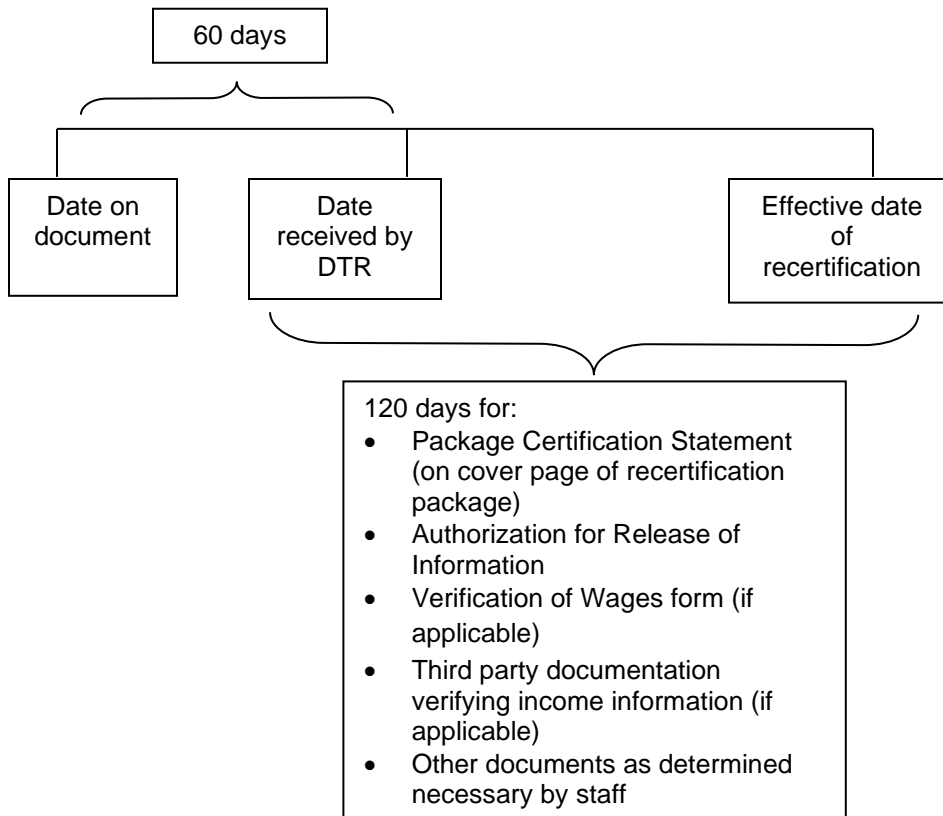 60 days
Date on
document
Date
received by
DTR
Effective date
of
recertification
120 days for:
• Package Certification Statement
(on cover page of recertification
package)
• Authorization for Release of
Information
• Verification of Wages form (if
applicable)
• Third party documentation
verifying income information (if
applicable)
• Other documents as determined
necessary by staff